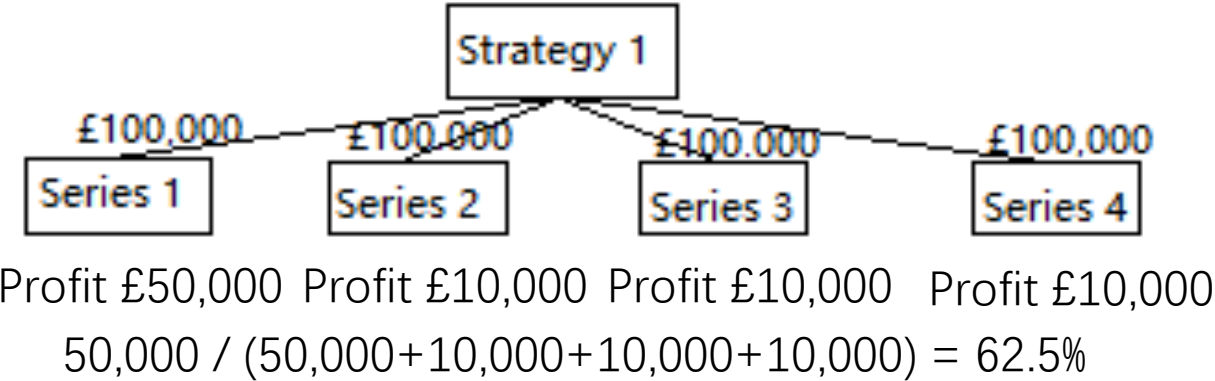 Strategy 1
£100,000 £100.000 £100.000 £100,000
Series 1 Series 2 Series 3 Series 4
Profit £50,000 Profit £10,000 Profit £10,000 Profit £10,000
50,000 / (50,000+10,000+10,000+10,000) = 62.5%